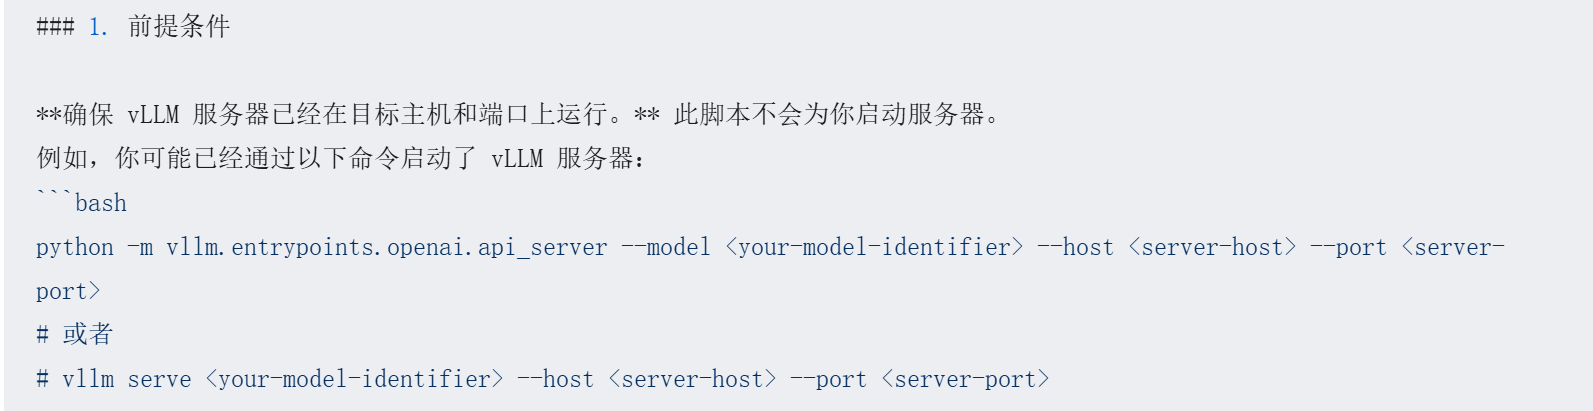 ### 1. 前提条件
**确保 vLLM 服务器已经在目标主机和端口上运行。** 此脚本不会为你启动服务器。
例如，你可能已经通过以下命令启动了 vLLM 服务器：
```bash
python -m vllm.entrypoints.openai.api_server --model <your-model-identifier> --host <server-host> --port <server-
port>
# 或者
# vllm serve <your-model-identifier> --host <server-host> --port <server-port>